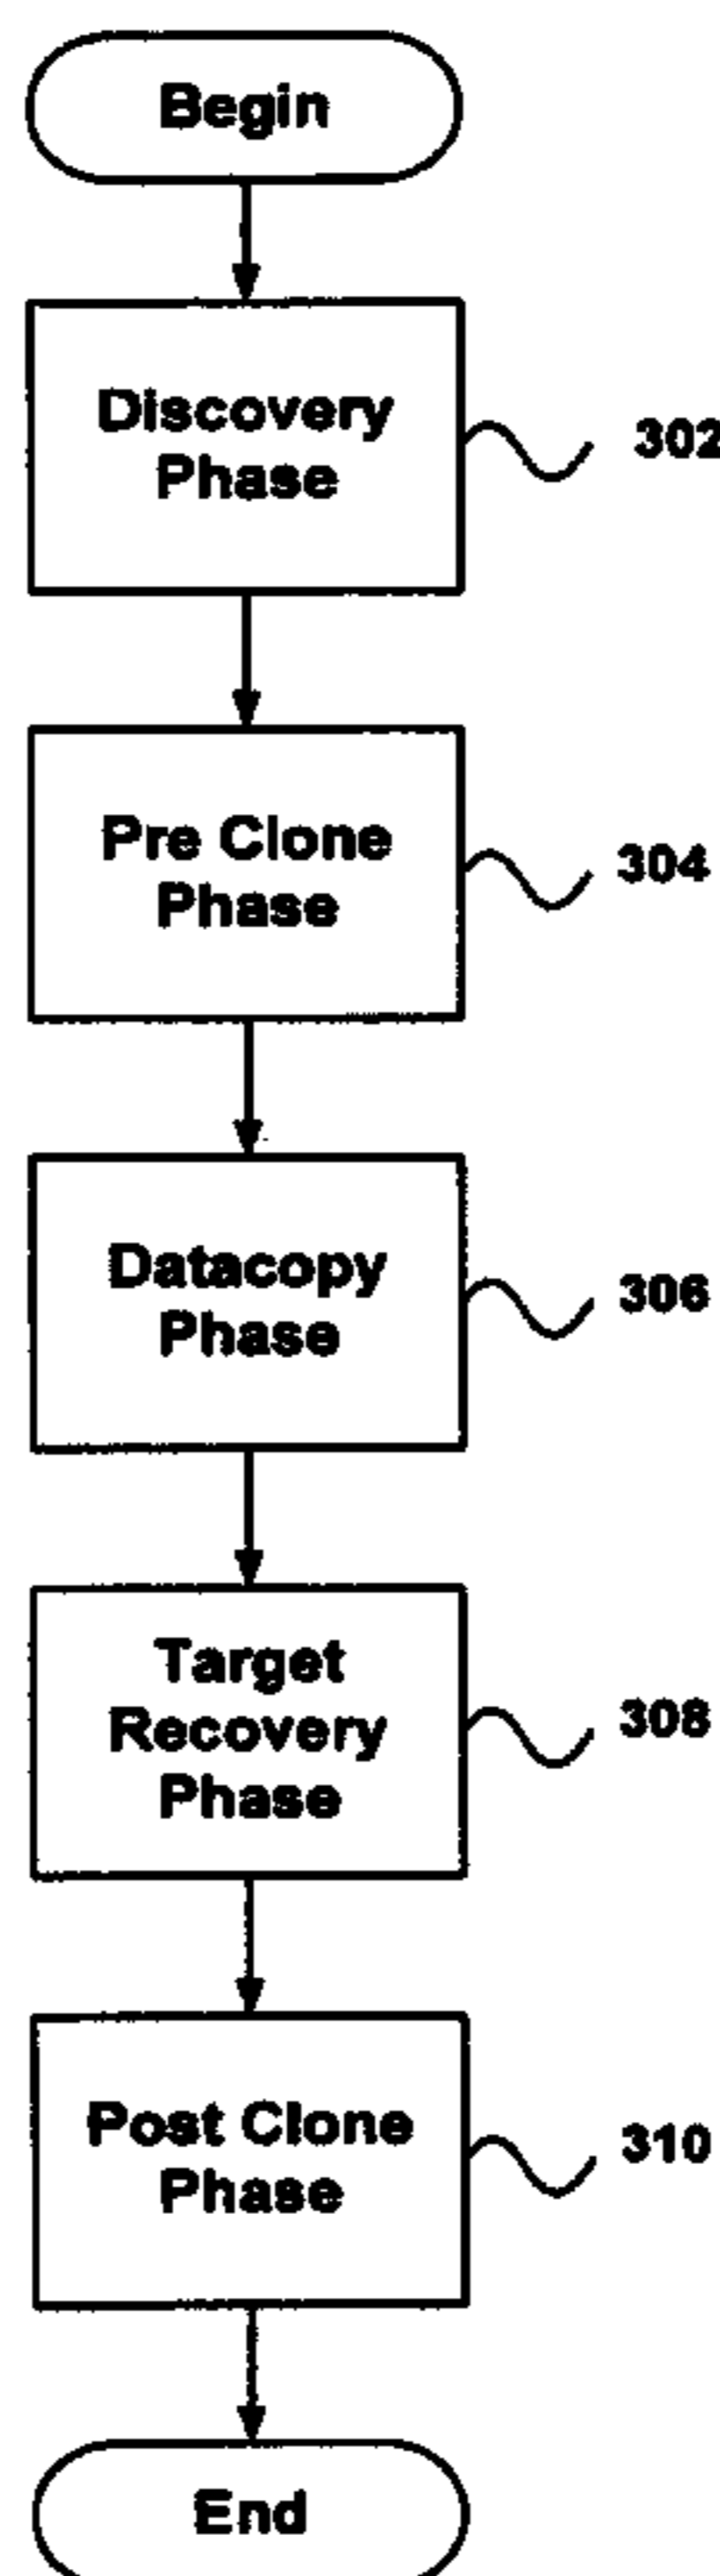 Begin
Discovery
Phase
302
Pre Clone
Phase
304
Datacopy
Phase
306
Target
Recovery
Phase
308
Post Clone
Phase
310
End